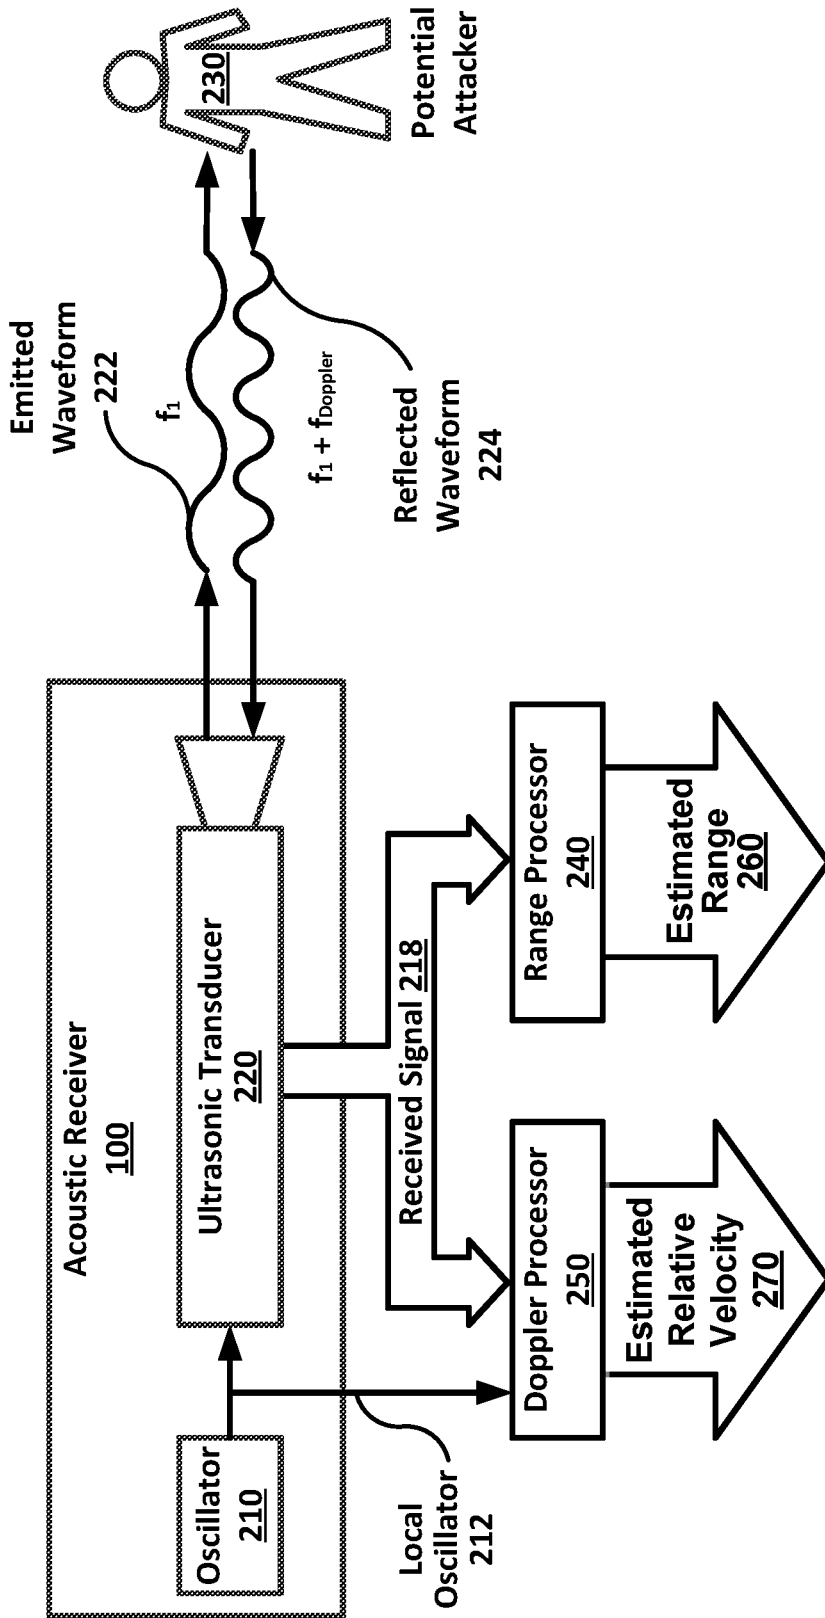 Acoustic Receiver
100
Oscillator
210
Ultrasonic Transducer
220
Emitted
Waveform
222
f1
f1 + fDoppler
Reflected
Waveform
224
230
Potential
Attacker
Local
Oscillator
212
Received Signal 218
Doppler Processor
250
Range Processor
240
Estimated
Relative
Velocity
270
Estimated
Range
260